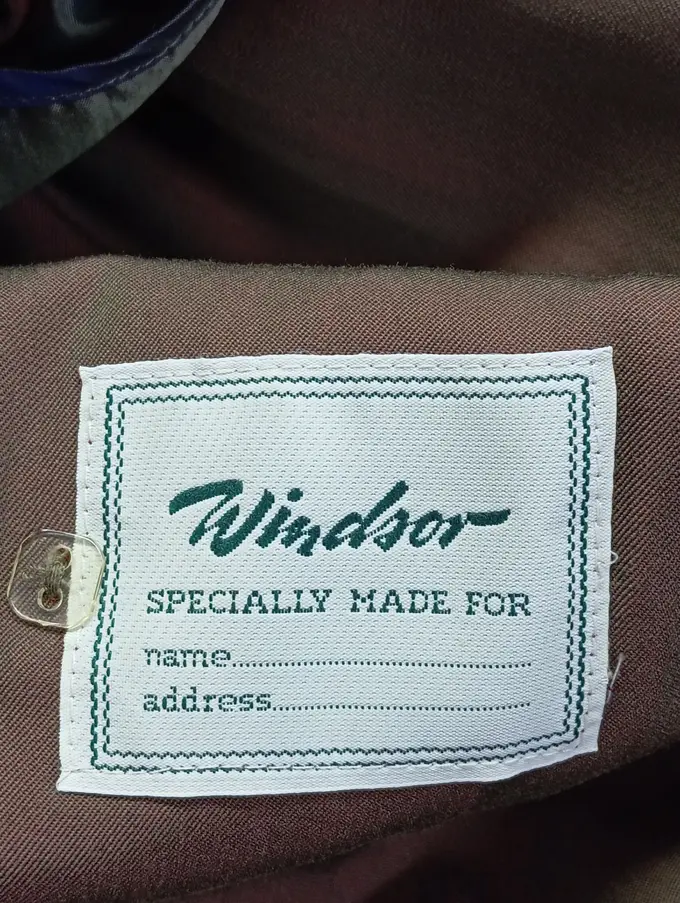 Windsor
SPECIALLY MADE FOR
name........................................................
address................................................